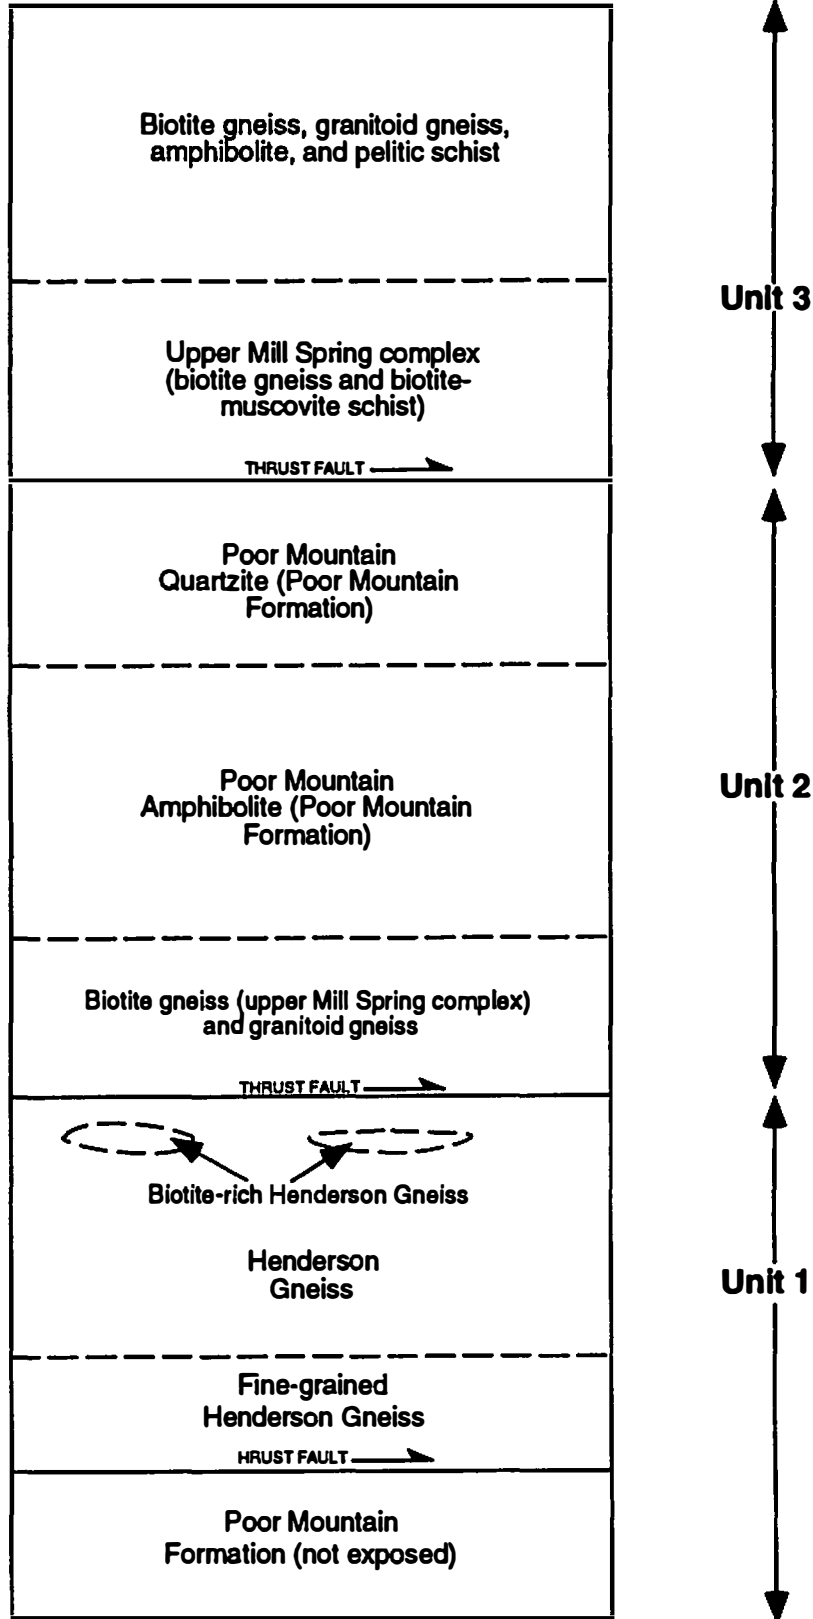 Biotite gneiss, granitoid gneiss,
amphibolite, and pelitic schist
Unit 3
Upper Mill Spring complex
(biotite gneiss and biotite-
muscovite schist)
THRUST FAULT
Poor Mountain
Quartzite (Poor Mountain
Formation)
Poor Mountain
Amphibolite (Poor Mountain
Formation)
Unit 2
Biotite gneiss (upper Mill Spring complex)
and granitoid gneiss
THRUST FAULT
Biotite-rich Henderson Gneiss
Henderson
Gneiss
Unit 1
Fine-grained
Henderson Gneiss
HRUST FAULT
Poor Mountain
Formation (not exposed)